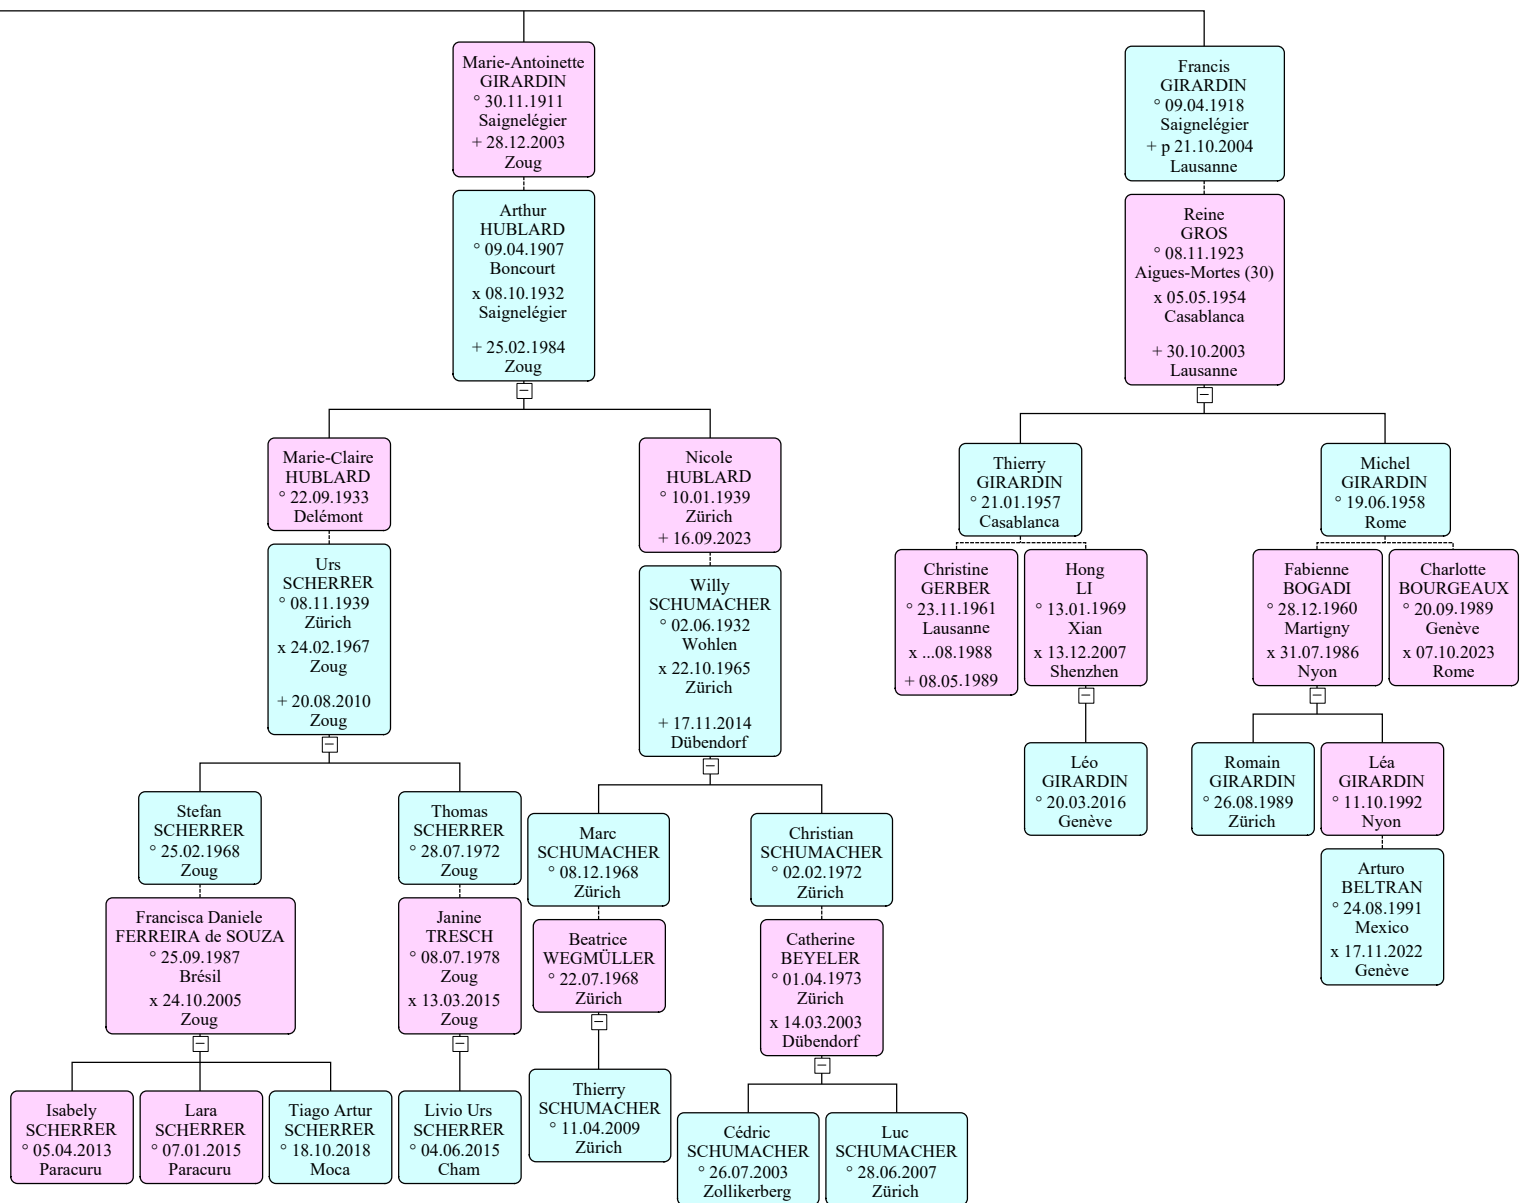 Marie-Antoinette
GIRARDIN
° 30.11.1911
Saignelégier
+ 28.12.2003
Zoug
Francis
GIRARDIN
° 09.04.1918
Saignelégier
+ p 21.10.2004
Lausanne
Arthur
HUBLARD
° 09.04.1907
Boncourt
x 08.10.1932
Saignelégier
+ 25.02.1984
Zoug
Reine
GROS
° 08.11.1923
Aigues-Mortes (30)
x 05.05.1954
Casablanca
+ 30.10.2003
Lausanne
Marie-Claire
HUBLARD
° 22.09.1933
Delémont
Nicole
HUBLARD
° 10.01.1939
Zürich
+ 16.09.2023
Thierry
GIRARDIN
° 21.01.1957
Casablanca
Michel
GIRARDIN
° 19.06.1958
Rome
Urs
SCHERRER
° 08.11.1939
Zürich
x 24.02.1967
Zoug
+ 20.08.2010
Zoug
Willy
SCHUMACHER
° 02.06.1932
Wohlen
x 22.10.1965
Zürich
+ 17.11.2014
Dübendorf
Christine
GERBER
° 23.11.1961
Lausanne
x ...08.1988
+ 08.05.1989
Hong
LI
° 13.01.1969
Xian
x 13.12.2007
Shenzhen
Fabienne
BOGADI
° 28.12.1960
Martigny
x 31.07.1986
Nyon
Charlotte
BOURGEAUX
° 20.09.1989
Genève
x 07.10.2023
Rome
Léo
GIRARDIN
° 20.03.2016
Genève
Romain
GIRARDIN
° 26.08.1989
Zürich
Léa
GIRARDIN
° 11.10.1992
Nyon
Stefan
SCHERRER
° 25.02.1968
Zoug
Thomas
SCHERRER
° 28.07.1972
Zoug
Marc
SCHUMACHER
° 08.12.1968
Zürich
Christian
SCHUMACHER
° 02.02.1972
Zürich
Arturo
BELTRAN
° 24.08.1991
Mexico
x 17.11.2022
Genève
Francisca Daniele
FERREIRA de SOUZA
° 25.09.1987
Brésil
x 24.10.2005
Zoug
Janine
TRESCH
° 08.07.1978
Zoug
x 13.03.2015
Zoug
Beatrice
WEGMÜLLER
° 22.07.1968
Zürich
Catherine
BEYELER
° 01.04.1973
Zürich
x 14.03.2003
Dübendorf
Isabely
SCHERRER
° 05.04.2013
Paracuru
Lara
SCHERRER
° 07.01.2015
Paracuru
Tiago Artur
SCHERRER
° 18.10.2018
Moca
Livio Urs
SCHERRER
° 04.06.2015
Cham
Thierry
SCHUMACHER
° 11.04.2009
Zürich
Cédric
SCHUMACHER
° 26.07.2003
Zollikerberg
Luc
SCHUMACHER
° 28.06.2007
Zürich